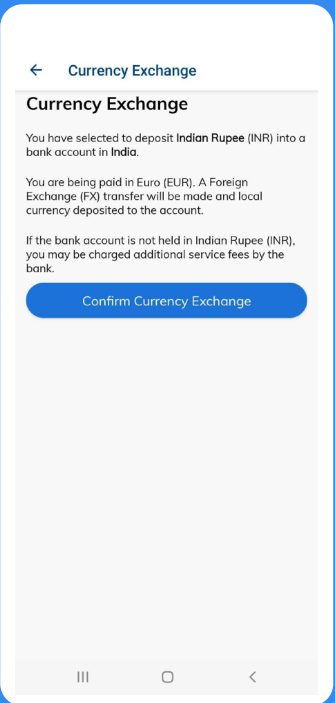 Currency Exchange
Currency Exchange
You have selected to deposit Indian Rupee (INR) into a
bank account in India.
You are being paid in Euro (EUR). A Foreign
Exchange (FX) transfer will be made and local
currency deposited to the account.
If the bank account is not held in Indian Rupee (INR),
you may be charged additional service fees by the
bank.
Confirm Currency Exchange